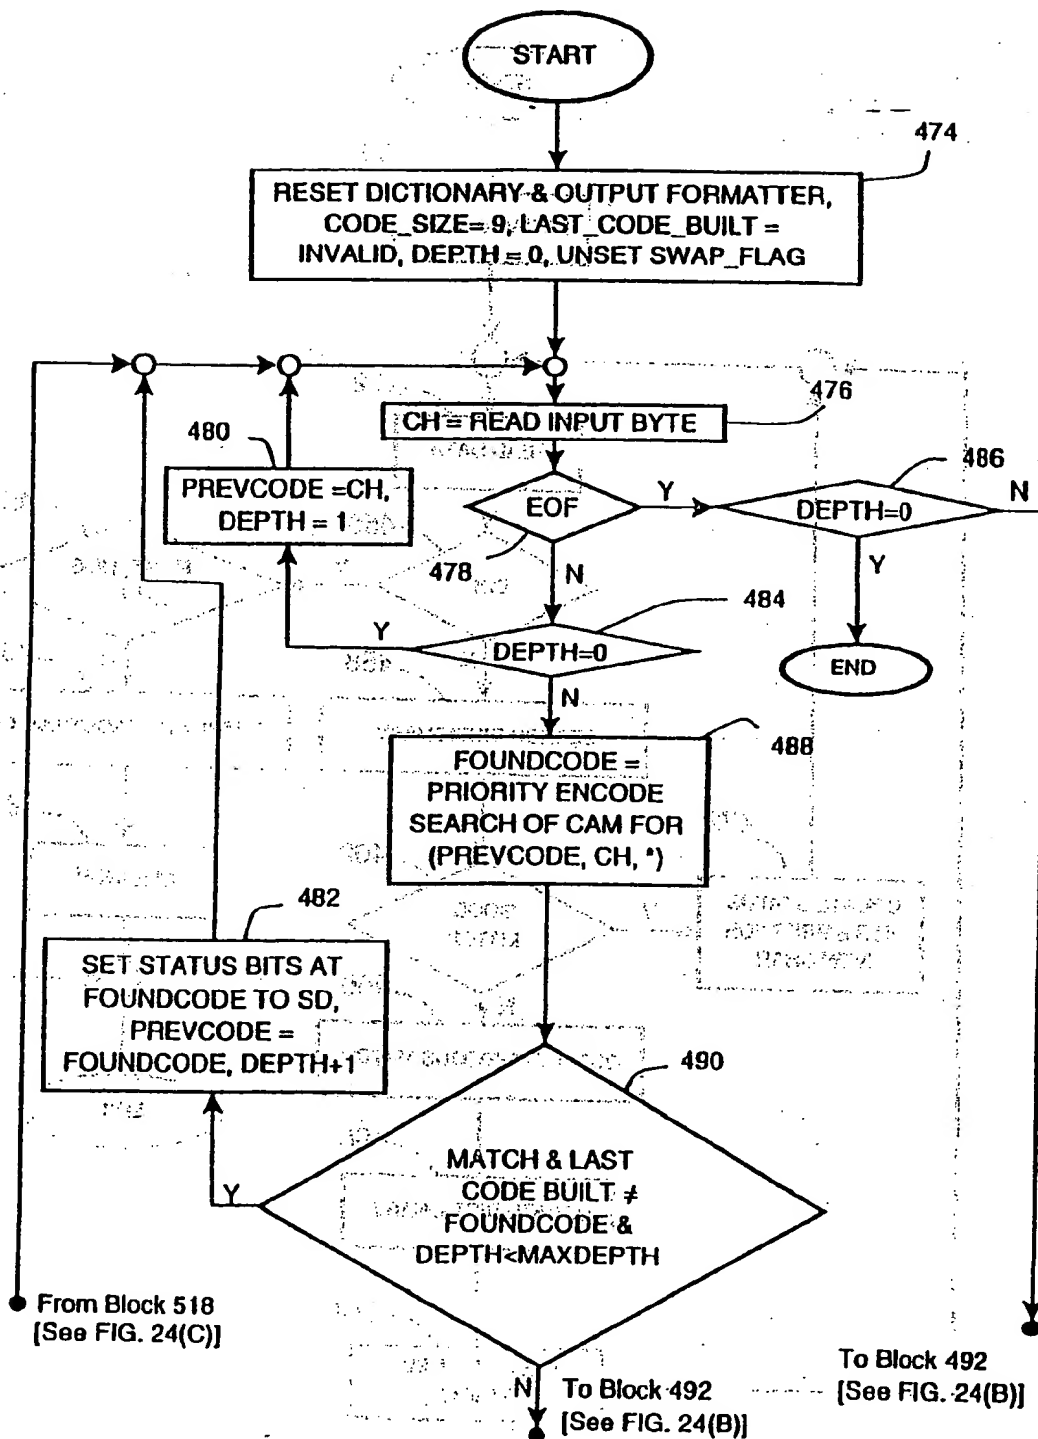 START
474
RESET DICTIONARY & OUTPUT FORMATTER,
CODE_SIZE= 9, LAST_CODE_BUILT =
INVALID, DEPTH = 0, UNSET SWAP_FLAG
476
CH = READ INPUT BYTE
480
PREVCODE =CH,
DEPTH = 1
486
EOF
Y
DEPTH=0
N
478
N
Y
484
Y
DEPTH=0
END
N
488
FOUNDCODE =
PRIORITY ENCODE
SEARCH OF CAM FOR
(PREVCODE, CH, *)
482
SET STATUS BITS AT
FOUNDCODE TO SD,
PREVCODE =
FOUNDCODE, DEPTH+1
490
MATCH & LAST
CODE BUILT ≠
FOUNDCODE &
DEPTH<MAXDEPTH
Y
From Block 518
[See FIG. 24(C)]
N
To Block 492
[See FIG. 24(B)]
To Block 492
[See FIG. 24(B)]